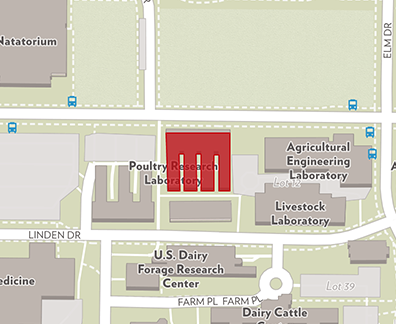 Natatorium
ELM DR
Agricultural
Engineering
Laboratory
Poultry Research
Laboratory
Lot 12
Livestock
Laboratory
LINDEN DR
U.S. Dairy
Forage Research
Center
edicine
Lot 39
FARM PL FARM
Dairy Cattle